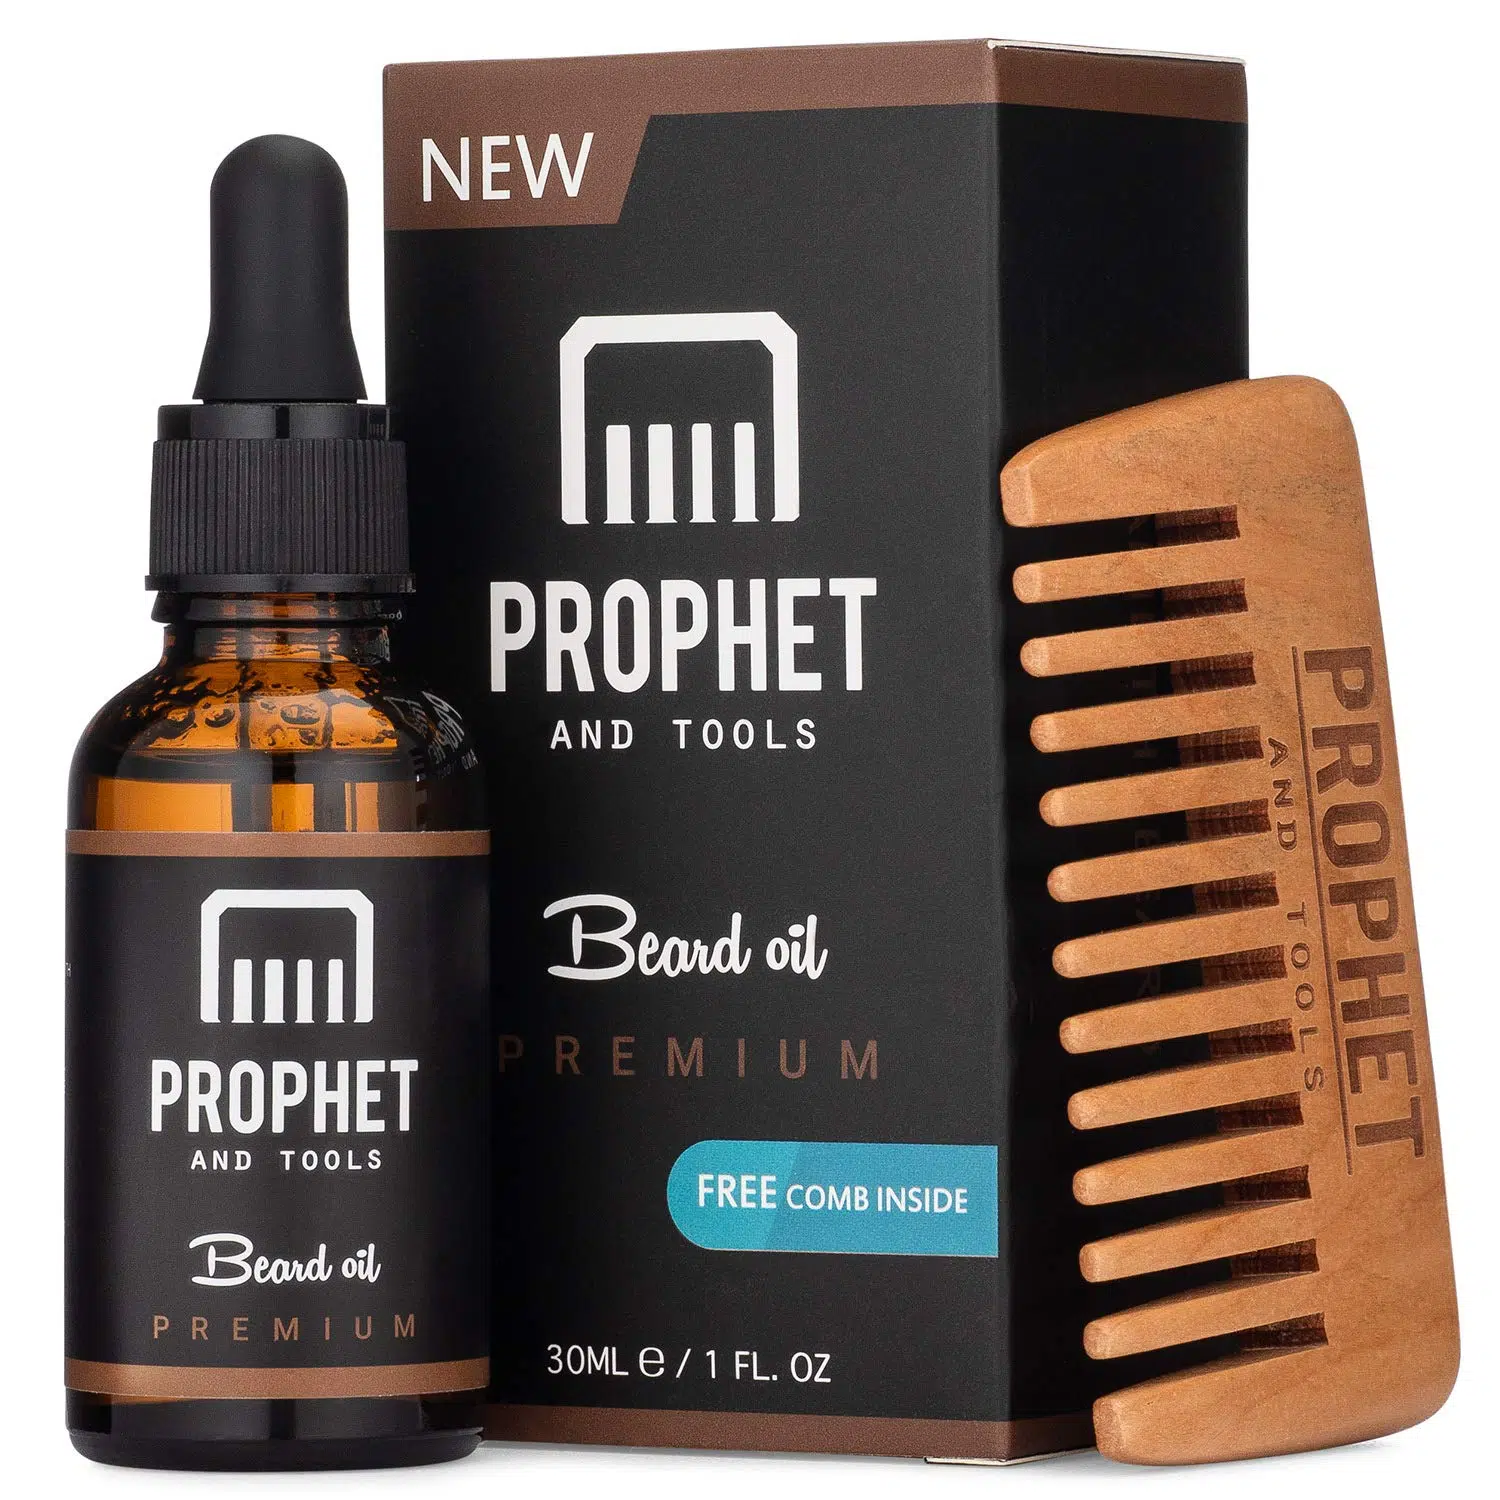 NEW
PROPHET
AND TOOLS
Beard oil
PREMIUM
FREE COMB INSIDE
30ML ℮ / 1 FL. OZ
PROPHET
AND TOOLS
Beard oil
PREMIUM
PROPHET
AND TOOLS